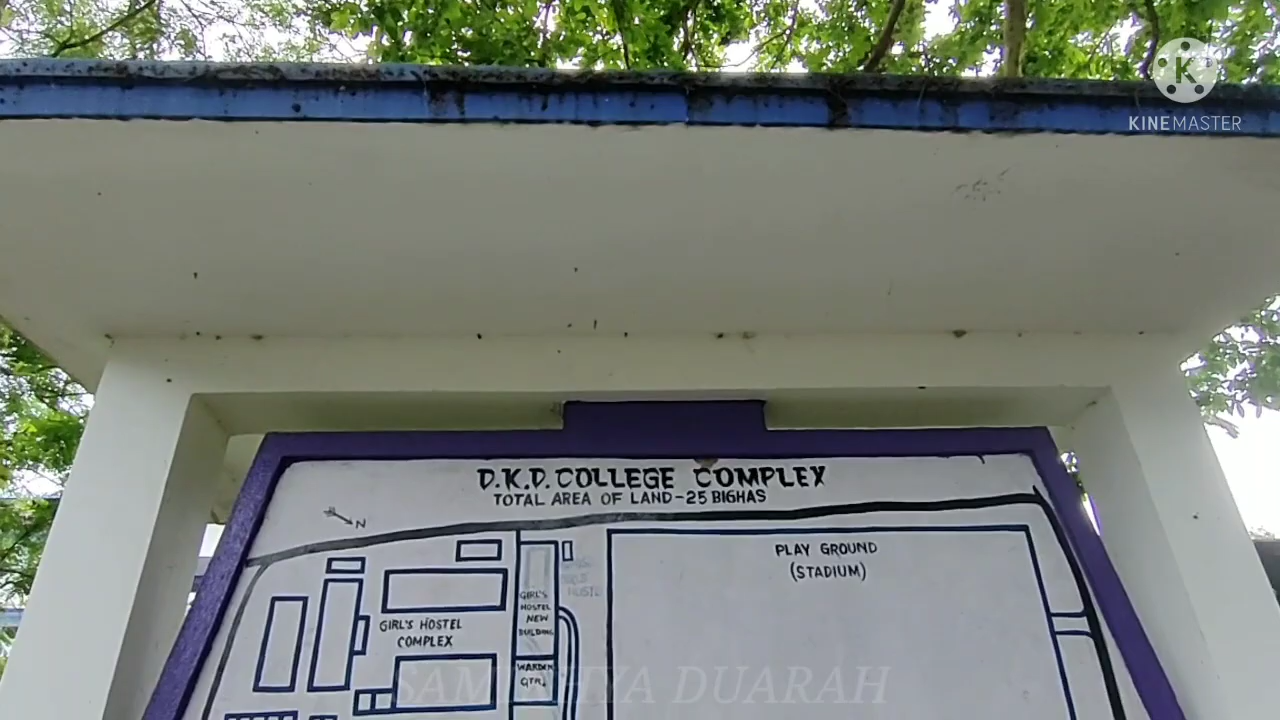 K
KINEMASTER
D.K.D. COLLEGE COMPLEX
TOTAL AREA OF LAND-25 BIGHAS
N
PLAY GROUND
(STADIUM)
GIRL'S HOSTEL
COMPLEX
GIRL'S
HOSTEL
NEW
BUILDING
WARDEN
QTR.
DUARAH